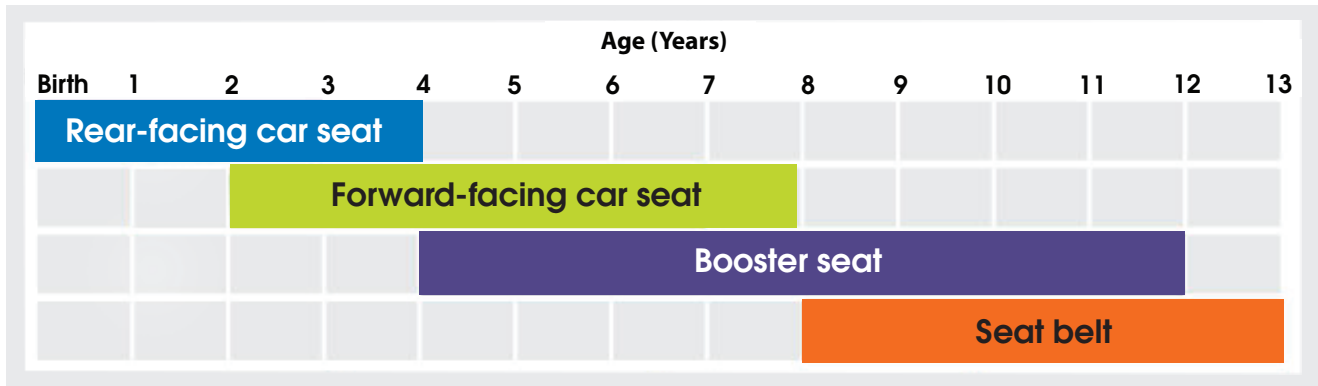 Age (Years)
Birth 1 2 3 4 5 6 7 8 9 10 11 12 13
Rear-facing car seat
Forward-facing car seat
Booster seat
Seat belt